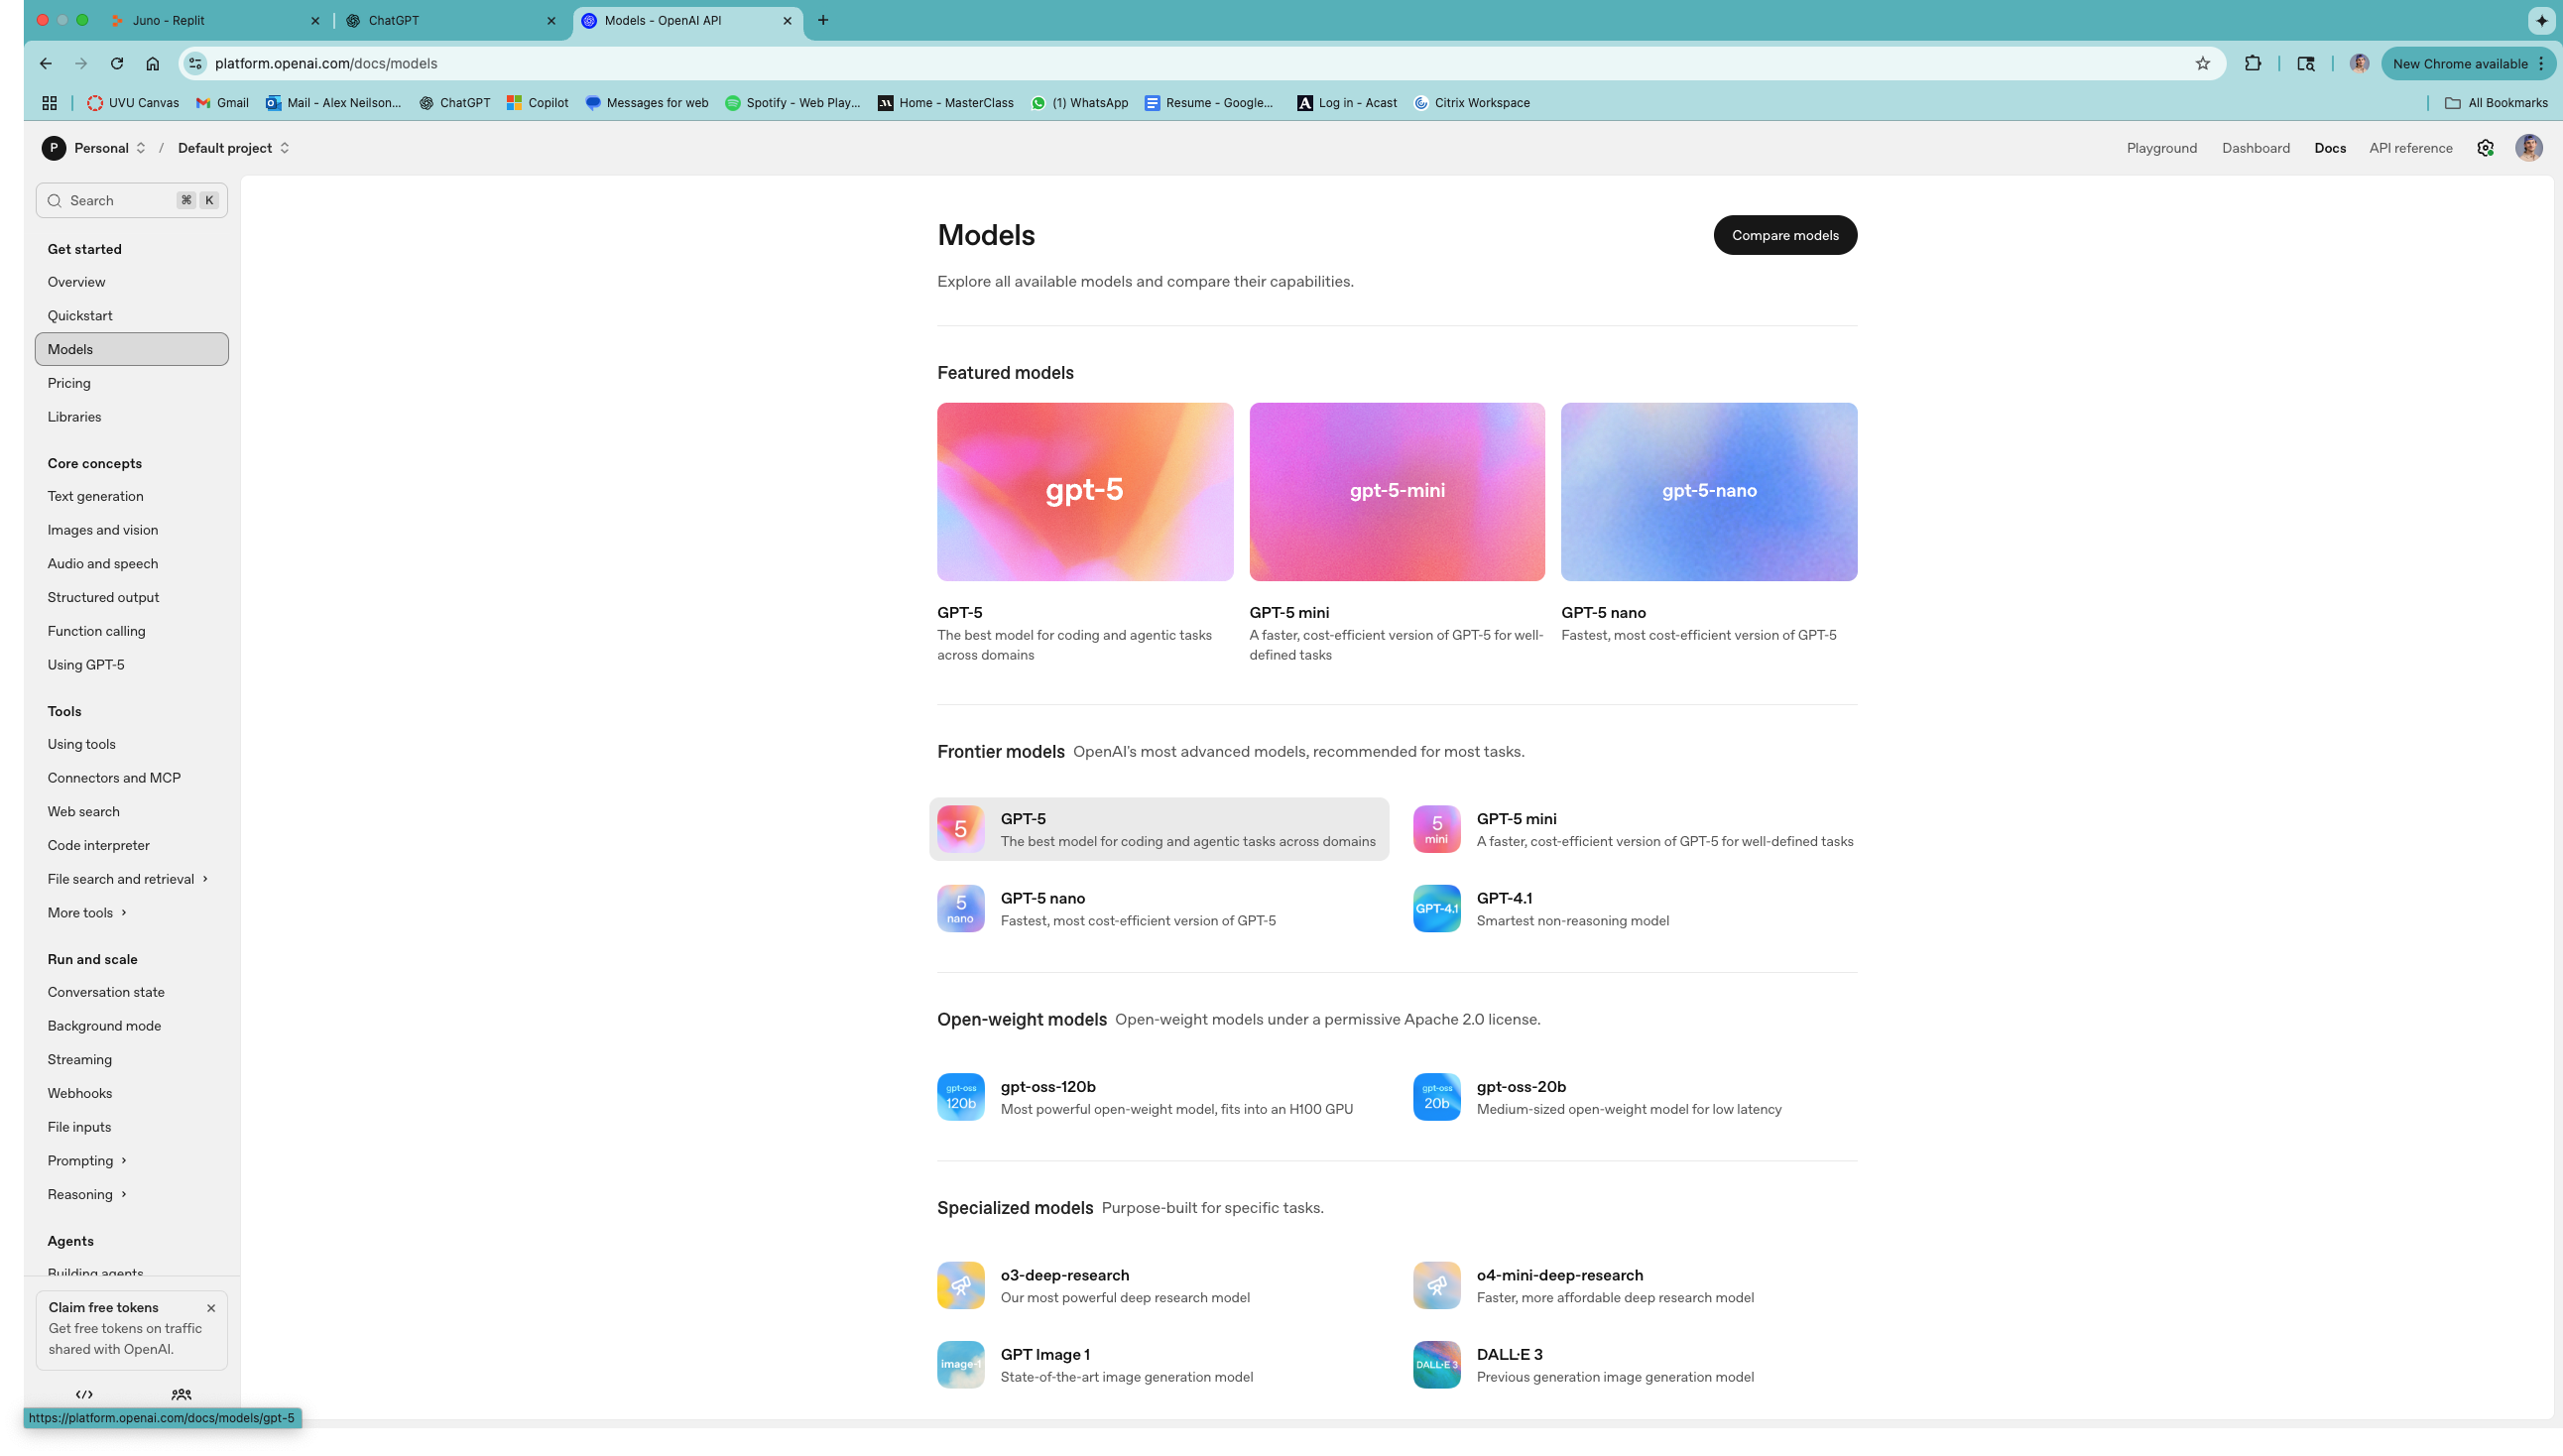 Juno - Replit
ChatGPT
Models - OpenAI API
platform.openai.com/docs/models
New Chrome available
UVU Canvas
Gmail
Mail - Alex Neilson...
ChatGPT
Copilot
Messages for web
Spotify - Web Play...
Home - MasterClass
(1) WhatsApp
Resume - Google...
Log in - Acast
Citrix Workspace
All Bookmarks
P Personal / Default project
Playground
Dashboard
Docs
API reference
Search ⌘ K
Get started
Overview
Quickstart
Models
Pricing
Libraries
Core concepts
Text generation
Images and vision
Audio and speech
Structured output
Function calling
Using GPT-5
Tools
Using tools
Connectors and MCP
Web search
Code interpreter
File search and retrieval
More tools
Run and scale
Conversation state
Background mode
Streaming
Webhooks
File inputs
Prompting
Reasoning
Agents
Building agents
Claim free tokens
Get free tokens on traffic
shared with OpenAI.
https://platform.openai.com/docs/models/gpt-5
Models
Compare models
Explore all available models and compare their capabilities.
Featured models
gpt-5
gpt-5-mini
gpt-5-nano
GPT-5
The best model for coding and agentic tasks
across domains
GPT-5 mini
A faster, cost-efficient version of GPT-5 for well-
defined tasks
GPT-5 nano
Fastest, most cost-efficient version of GPT-5
Frontier models OpenAI's most advanced models, recommended for most tasks.
5
GPT-5
The best model for coding and agentic tasks across domains
5
mini
GPT-5 mini
A faster, cost-efficient version of GPT-5 for well-defined tasks
5
nano
GPT-5 nano
Fastest, most cost-efficient version of GPT-5
GPT-4.1
GPT-4.1
Smartest non-reasoning model
Open-weight models Open-weight models under a permissive Apache 2.0 license.
gpt-oss
120b
gpt-oss-120b
Most powerful open-weight model, fits into an H100 GPU
gpt-oss
20b
gpt-oss-20b
Medium-sized open-weight model for low latency
Specialized models Purpose-built for specific tasks.
o3-deep-research
Our most powerful deep research model
o4-mini-deep-research
Faster, more affordable deep research model
image-1
GPT Image 1
State-of-the-art image generation model
DALL·E 3
DALL·E 3
Previous generation image generation model